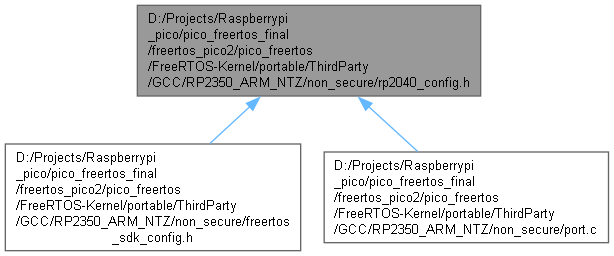 D:/Projects/Raspberrypi
_pico/pico_freertos_final
/freertos_pico2/pico_freertos
/FreeRTOS-Kernel/portable/ThirdParty
/GCC/RP2350_ARM_NTZ/non_secure/rp2040_config.h
D:/Projects/Raspberrypi
_pico/pico_freertos_final
/freertos_pico2/pico_freertos
/FreeRTOS-Kernel/portable/ThirdParty
/GCC/RP2350_ARM_NTZ/non_secure/freertos
_sdk_config.h
D:/Projects/Raspberrypi
_pico/pico_freertos_final
/freertos_pico2/pico_freertos
/FreeRTOS-Kernel/portable/ThirdParty
/GCC/RP2350_ARM_NTZ/non_secure/port.c